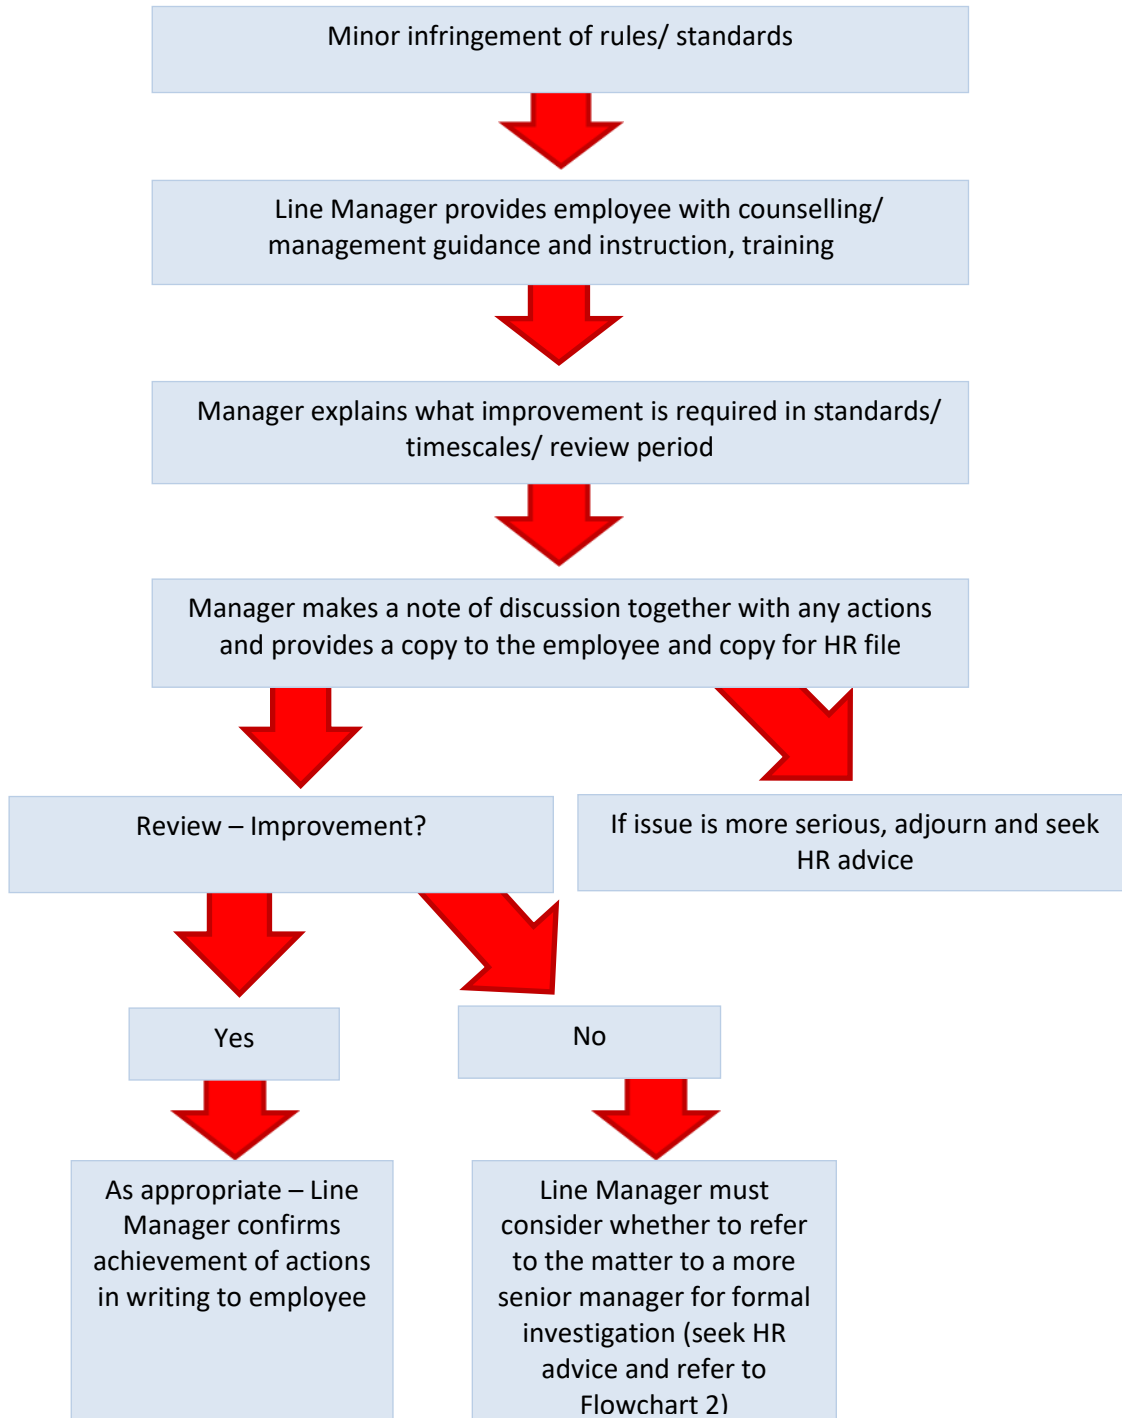 Minor infringement of rules/ standards
Line Manager provides employee with counselling/
management guidance and instruction, training
Manager explains what improvement is required in standards/
timescales/ review period
Manager makes a note of discussion together with any actions
and provides a copy to the employee and copy for HR file
Review – Improvement?
If issue is more serious, adjourn and seek
HR advice
Yes
No
As appropriate – Line
Manager confirms
achievement of actions
in writing to employee
Line Manager must
consider whether to refer
to the matter to a more
senior manager for formal
investigation (seek HR
advice and refer to
Flowchart 2)